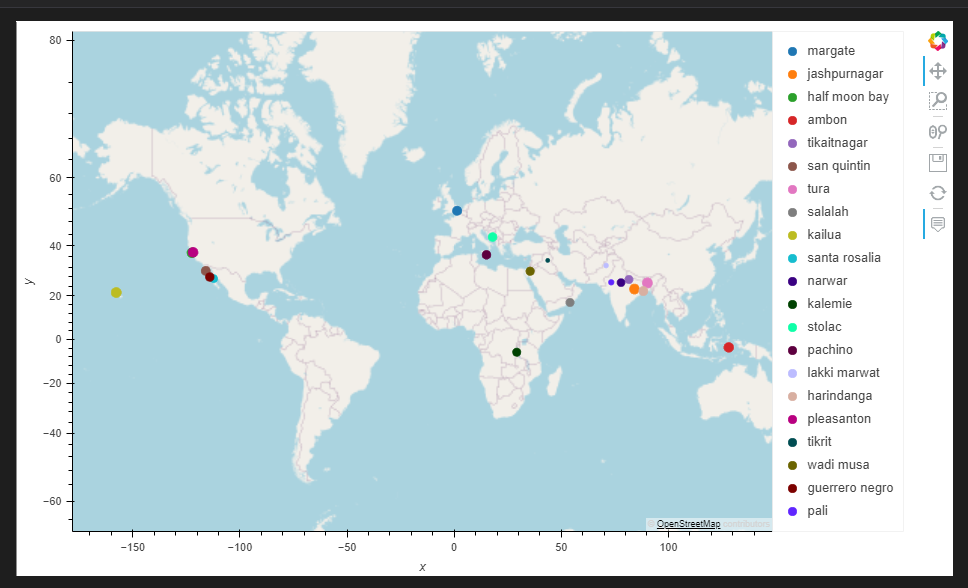 80
60
40
20
0
−20
−40
−60
y
−150
−100
−50
0
50
100
x
© OpenStreetMap contributors
margate
jashpurnagar
half moon bay
ambon
tikaitnagar
san quintin
tura
salalah
kailua
santa rosalia
narwar
kalemie
stolac
pachino
lakki marwat
harindanga
pleasanton
tikrit
wadi musa
guerrero negro
pali